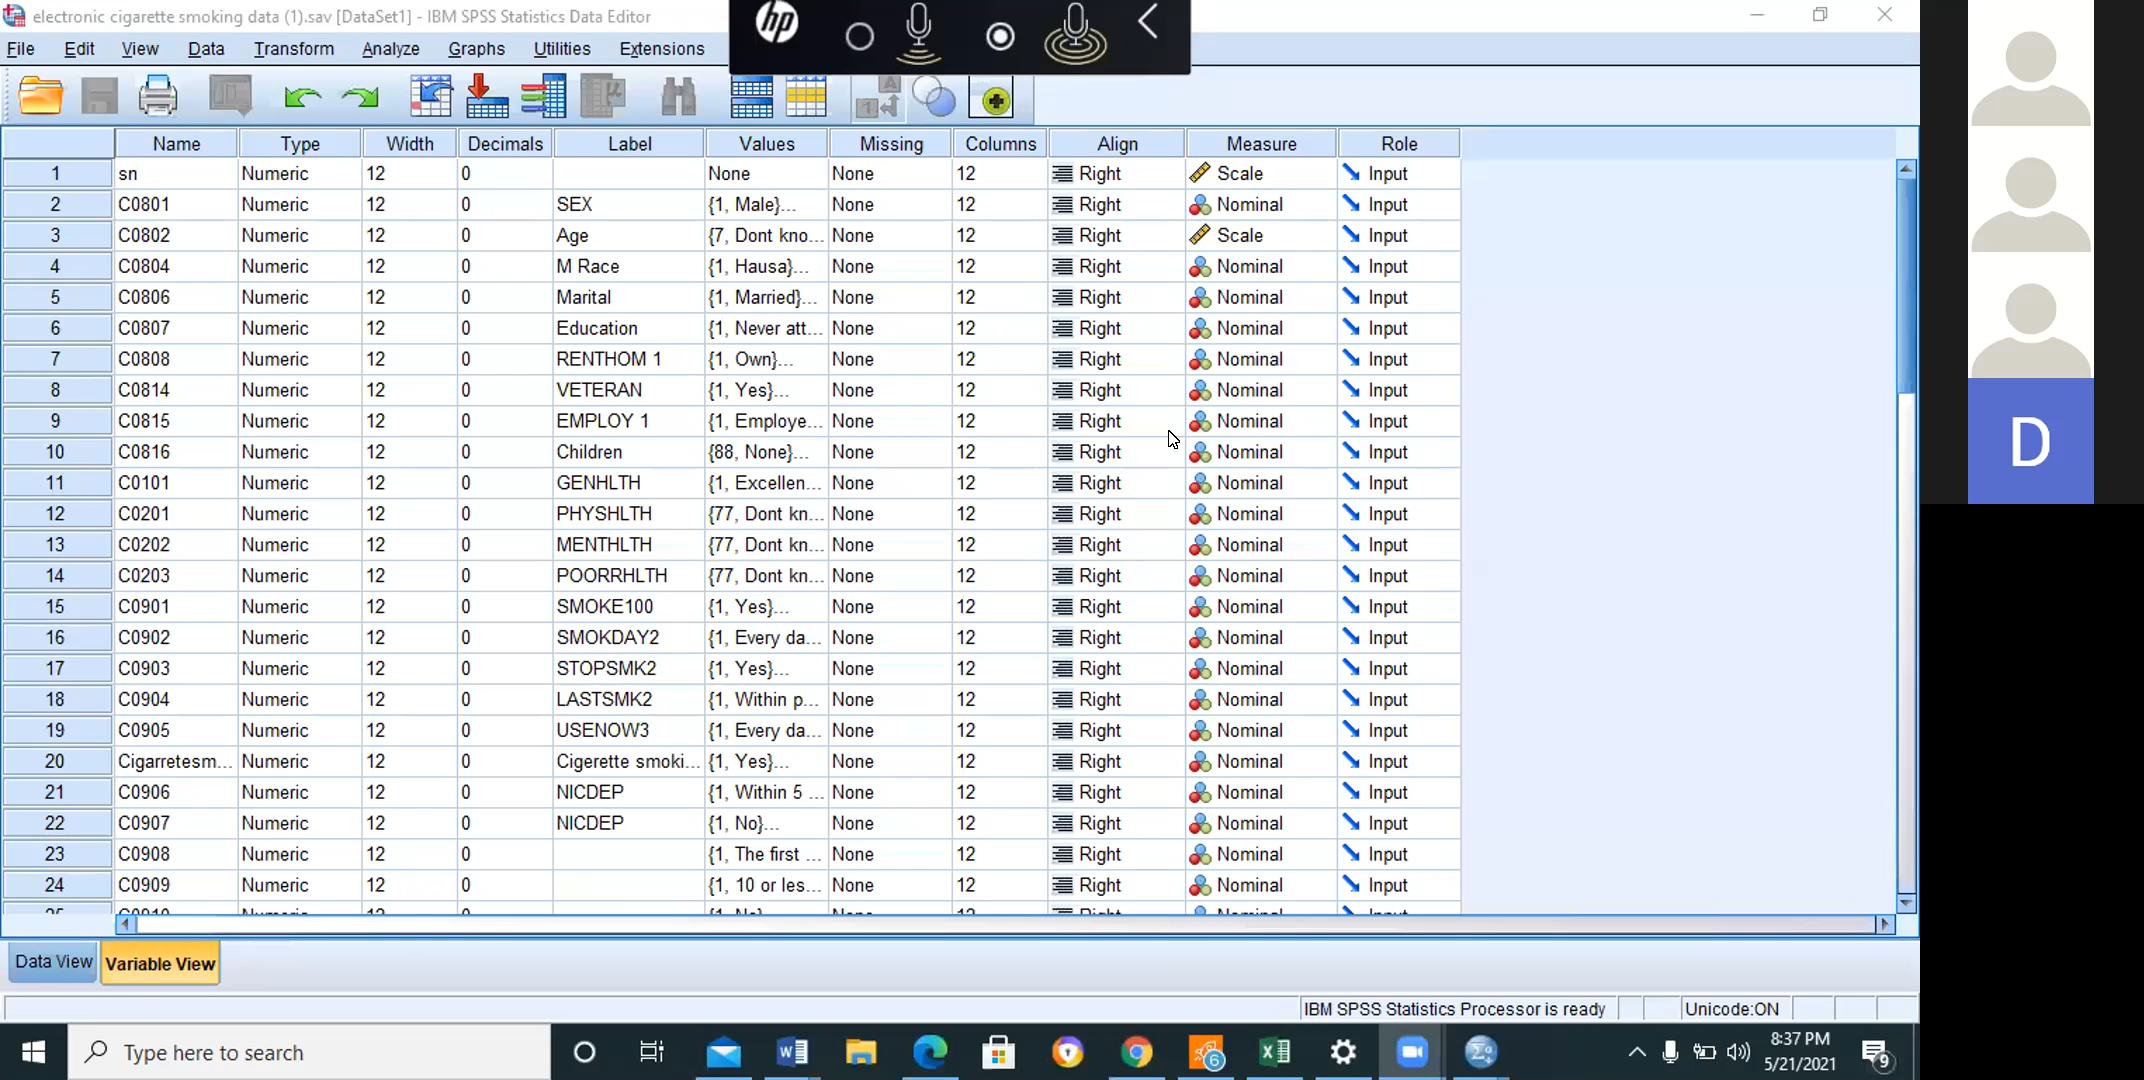 electronic cigarette smoking data (1).sav [DataSet1] - IBM SPSS Statistics Data Editor
hp
File Edit View Data Transform Analyze Graphs Utilities Extensions
Name Type Width Decimals Label Values Missing Columns Align Measure Role
1 sn Numeric 12 0 None None 12 Right Scale Input
2 C0801 Numeric 12 0 SEX {1, Male}... None 12 Right Nominal Input
3 C0802 Numeric 12 0 Age {7, Dont kno... None 12 Right Scale Input
4 C0804 Numeric 12 0 M Race {1, Hausa}... None 12 Right Nominal Input
5 C0806 Numeric 12 0 Marital {1, Married}... None 12 Right Nominal Input
6 C0807 Numeric 12 0 Education {1, Never att... None 12 Right Nominal Input
7 C0808 Numeric 12 0 RENTHOM 1 {1, Own}... None 12 Right Nominal Input
8 C0814 Numeric 12 0 VETERAN {1, Yes}... None 12 Right Nominal Input
9 C0815 Numeric 12 0 EMPLOY 1 {1, Employe... None 12 Right Nominal Input
10 C0816 Numeric 12 0 Children {88, None}... None 12 Right Nominal Input
11 C0101 Numeric 12 0 GENHLTH {1, Excellen... None 12 Right Nominal Input
12 C0201 Numeric 12 0 PHYSHLTH {77, Dont kn... None 12 Right Nominal Input
13 C0202 Numeric 12 0 MENTHLTH {77, Dont kn... None 12 Right Nominal Input
14 C0203 Numeric 12 0 POORRHLTH {77, Dont kn... None 12 Right Nominal Input
15 C0901 Numeric 12 0 SMOKE100 {1, Yes}... None 12 Right Nominal Input
16 C0902 Numeric 12 0 SMOKDAY2 {1, Every da... None 12 Right Nominal Input
17 C0903 Numeric 12 0 STOPSMK2 {1, Yes}... None 12 Right Nominal Input
18 C0904 Numeric 12 0 LASTSMK2 {1, Within p... None 12 Right Nominal Input
19 C0905 Numeric 12 0 USENOW3 {1, Every da... None 12 Right Nominal Input
20 Cigarretesm... Numeric 12 0 Cigerette smoki... {1, Yes}... None 12 Right Nominal Input
21 C0906 Numeric 12 0 NICDEP {1, Within 5 ... None 12 Right Nominal Input
22 C0907 Numeric 12 0 NICDEP {1, No}... None 12 Right Nominal Input
23 C0908 Numeric 12 0 {1, The first ... None 12 Right Nominal Input
24 C0909 Numeric 12 0 {1, 10 or les... None 12 Right Nominal Input
D
Data View Variable View
IBM SPSS Statistics Processor is ready Unicode:ON
Type here to search
6
8:37 PM
5/21/2021
9